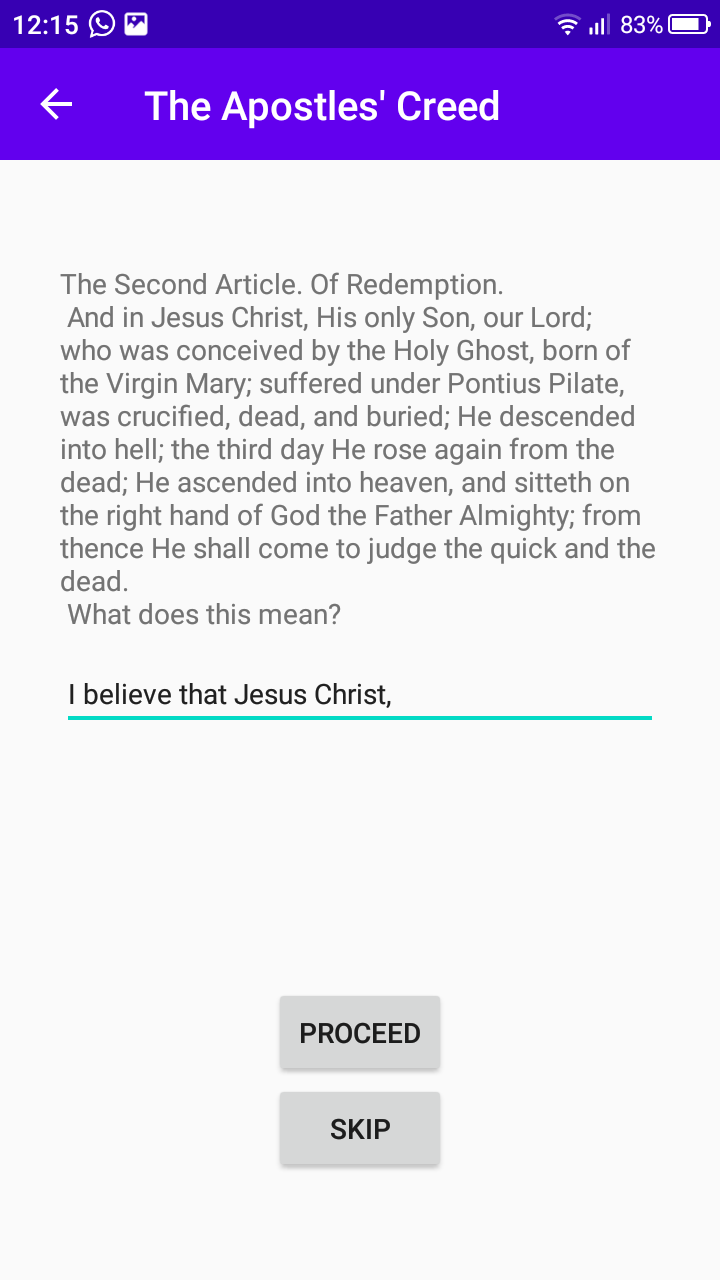 12:15 83%
The Apostles' Creed
The Second Article. Of Redemption.
And in Jesus Christ, His only Son, our Lord;
who was conceived by the Holy Ghost, born of
the Virgin Mary; suffered under Pontius Pilate,
was crucified, dead, and buried; He descended
into hell; the third day He rose again from the
dead; He ascended into heaven, and sitteth on
the right hand of God the Father Almighty; from
thence He shall come to judge the quick and the
dead.
What does this mean?
I believe that Jesus Christ,
PROCEED
SKIP